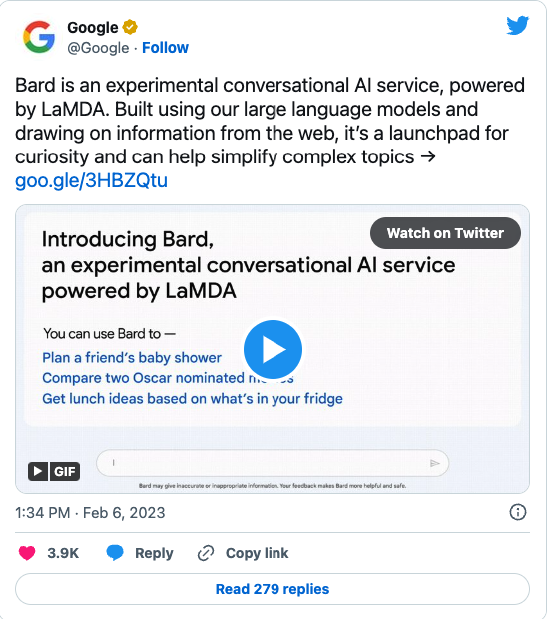 Google
@Google · Follow
Bard is an experimental conversational AI service, powered
by LaMDA. Built using our large language models and
drawing on information from the web, it's a launchpad for
curiosity and can help simplify complex topics →
goo.gle/3HBZQtu
Watch on Twitter
Introducing Bard,
an experimental conversational AI service
powered by LaMDA
You can use Bard to —
Plan a friend's baby shower
Compare two Oscar nominated
Get lunch ideas based on what's in your fridge
GIF
Bard may give inaccurate or inappropriate information. Your feedback makes Bard more helpful and safe.
1:34 PM · Feb 6, 2023
3.9K Reply Copy link
Read 279 replies